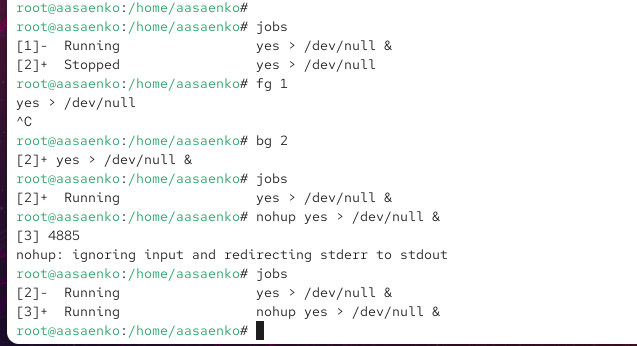 root@aasaenko:/home/aasaenko#
root@aasaenko:/home/aasaenko# jobs
[1]-  Running                 yes > /dev/null &
[2]+  Stopped                 yes > /dev/null
root@aasaenko:/home/aasaenko# fg 1
yes > /dev/null
^C
root@aasaenko:/home/aasaenko# bg 2
[2]+ yes > /dev/null &
root@aasaenko:/home/aasaenko# jobs
[2]+  Running                 yes > /dev/null &
root@aasaenko:/home/aasaenko# nohup yes > /dev/null &
[3] 4885
nohup: ignoring input and redirecting stderr to stdout
root@aasaenko:/home/aasaenko# jobs
[2]-  Running                 yes > /dev/null &
[3]+  Running                 nohup yes > /dev/null &
root@aasaenko:/home/aasaenko#